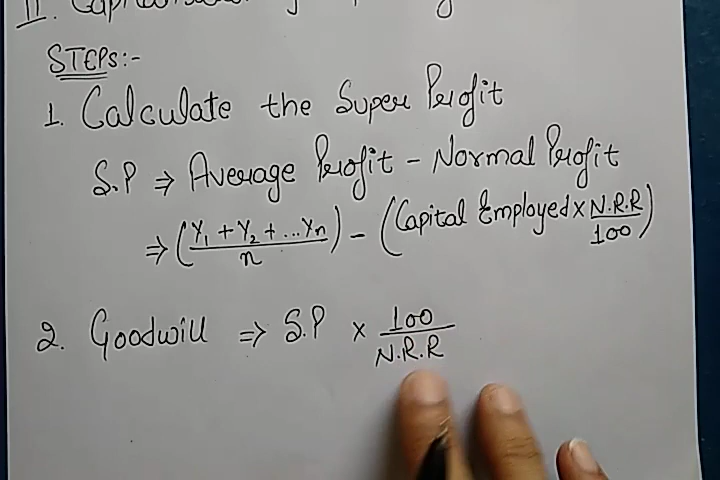 II.
STEPS:-
1. Calculate the Super Profit
S.P ⇒ Average Profit - Normal Profit
⇒ (Y₁ + Y₂ + ... Yn / n) - (Capital Employed × N.R.R / 100)
2. Goodwill ⇒ S.P × 100 / N.R.R